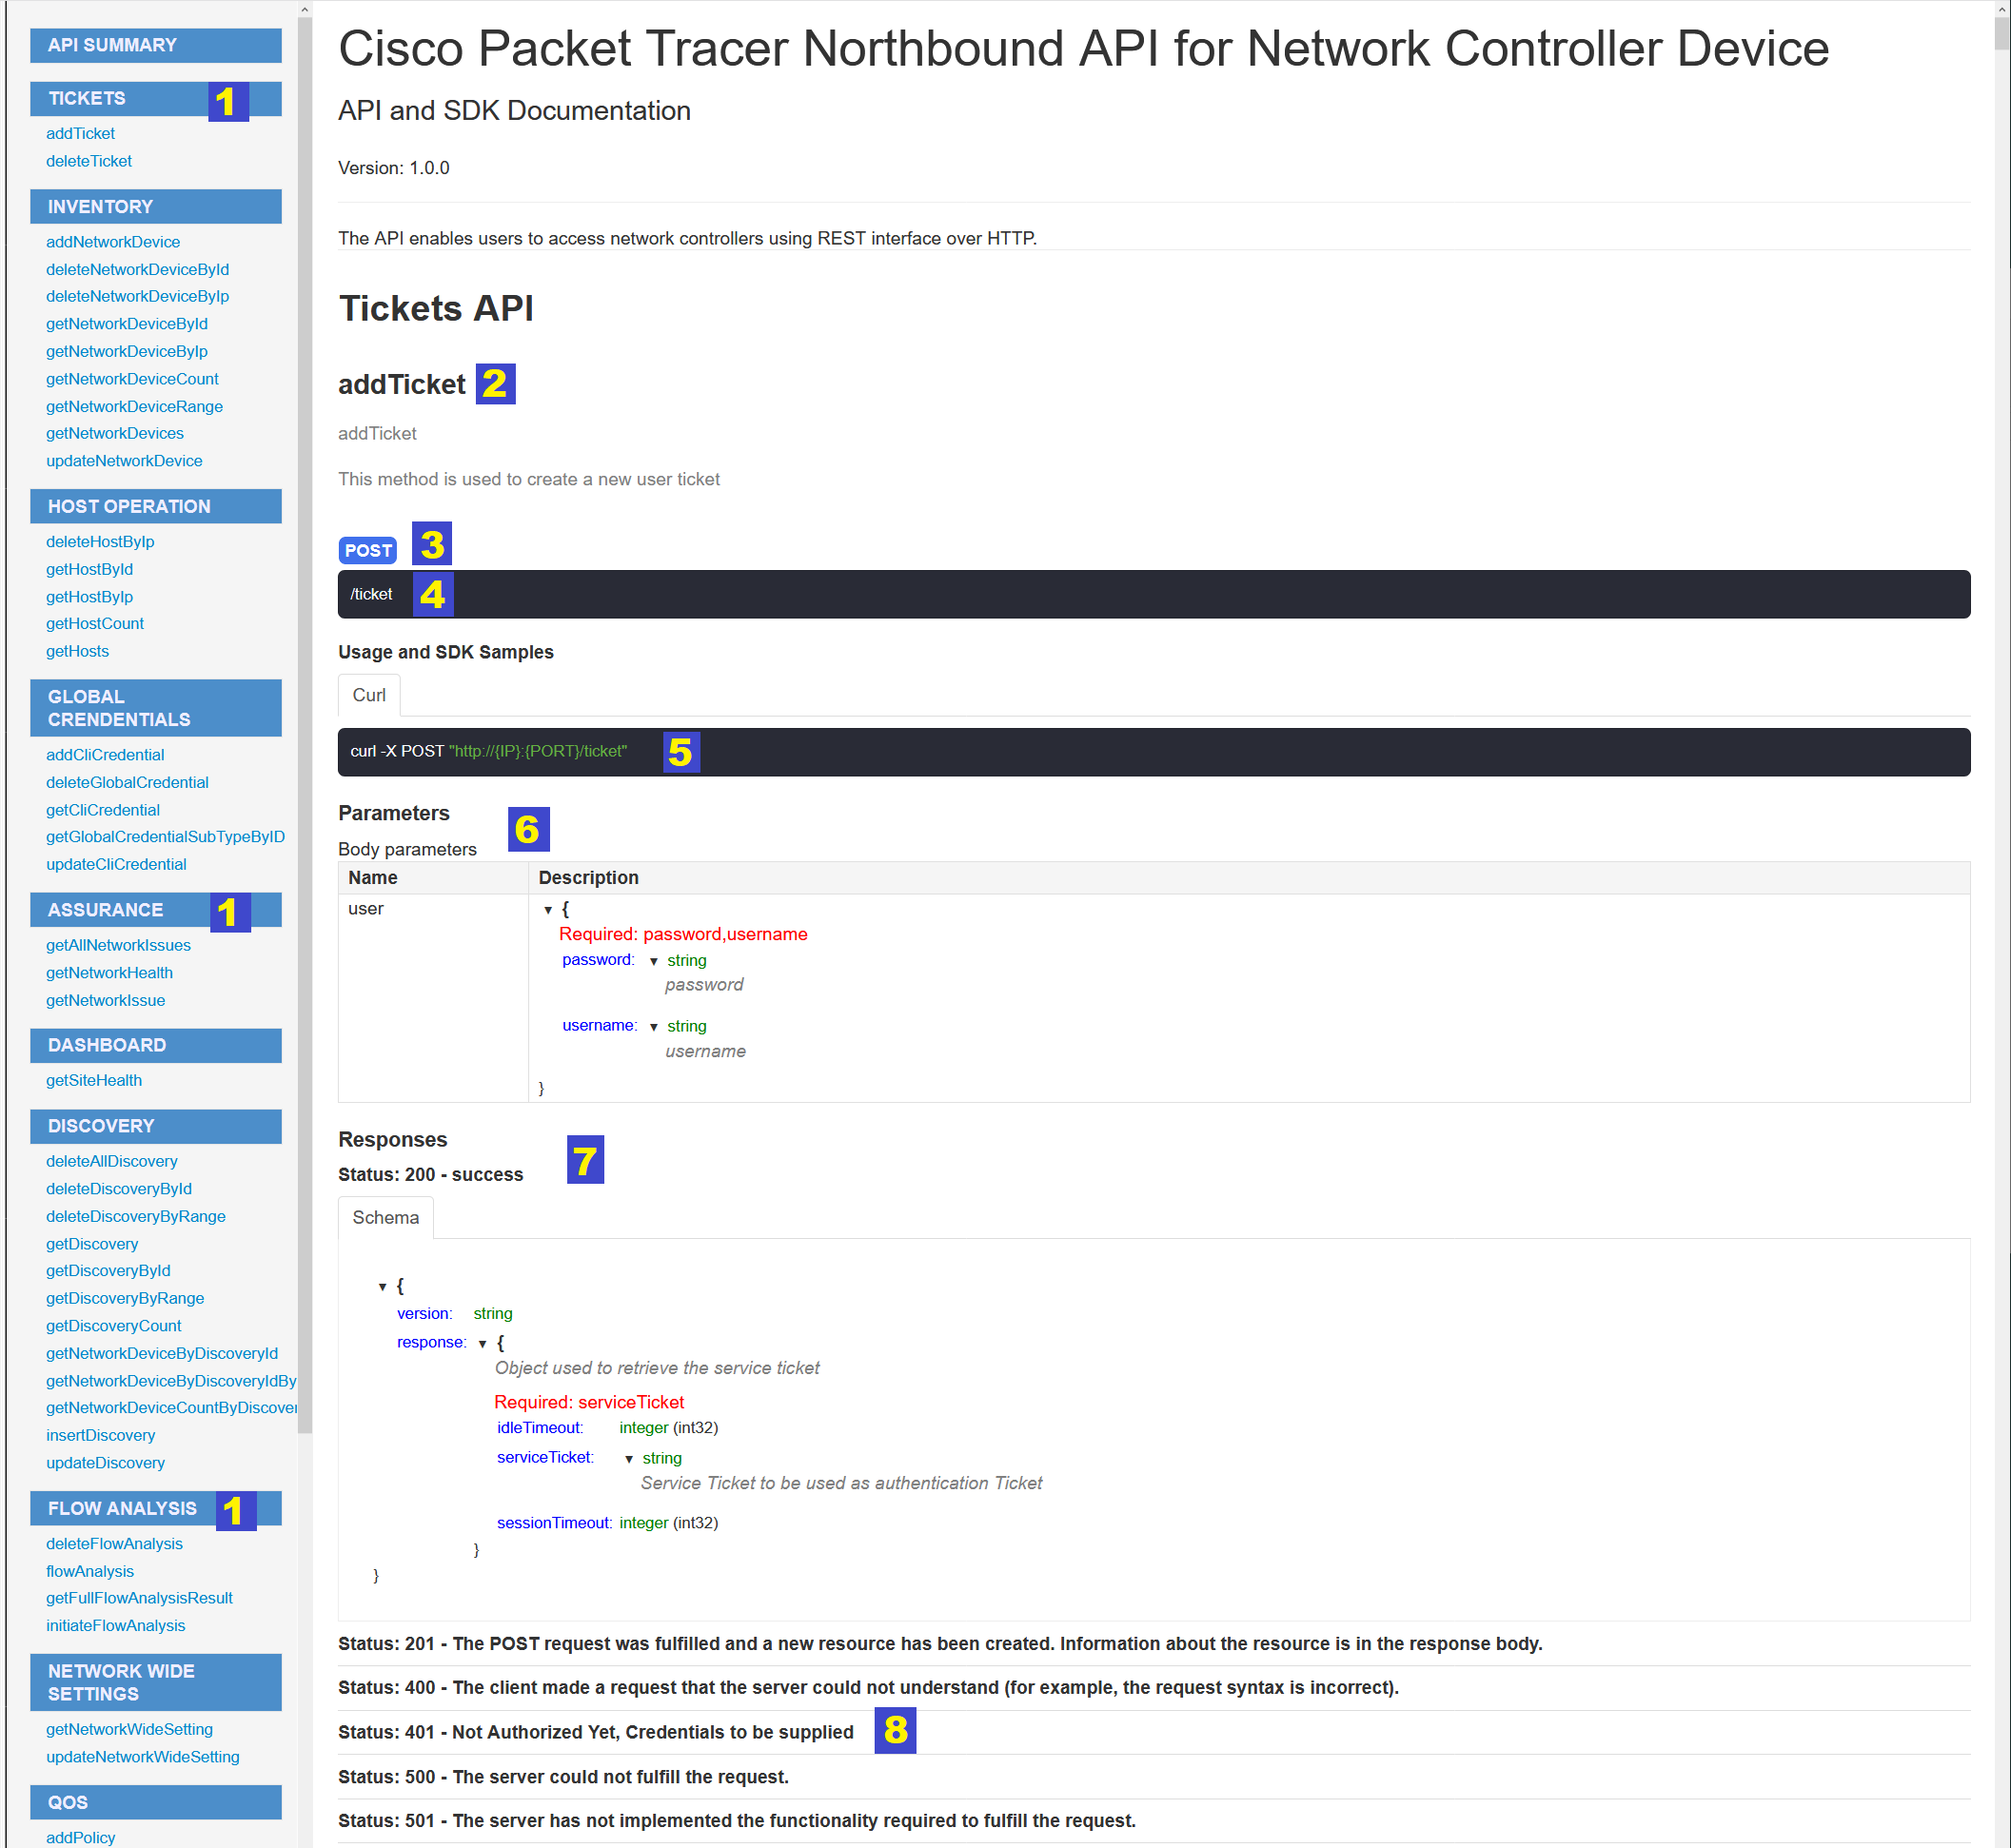 API SUMMARY
TICKETS 1
addTicket
deleteTicket
INVENTORY
addNetworkDevice
deleteNetworkDeviceById
deleteNetworkDeviceByIp
getNetworkDeviceById
getNetworkDeviceByIp
getNetworkDeviceCount
getNetworkDeviceRange
getNetworkDevices
updateNetworkDevice
HOST OPERATION
deleteHostByIp
getHostById
getHostByIp
getHostCount
getHosts
GLOBAL
CRENDENTIALS
addCliCredential
deleteGlobalCredential
getCliCredential
getGlobalCredentialSubTypeByID
updateCliCredential
ASSURANCE 1
getAllNetworkIssues
getNetworkHealth
getNetworkIssue
DASHBOARD
getSiteHealth
DISCOVERY
deleteAllDiscovery
deleteDiscoveryById
deleteDiscoveryByRange
getDiscovery
getDiscoveryById
getDiscoveryByRange
getDiscoveryCount
getNetworkDeviceByDiscoveryId
getNetworkDeviceByDiscoveryIdBy
getNetworkDeviceCountByDiscover
insertDiscovery
updateDiscovery
FLOW ANALYSIS 1
deleteFlowAnalysis
flowAnalysis
getFullFlowAnalysisResult
initiateFlowAnalysis
NETWORK WIDE
SETTINGS
getNetworkWideSetting
updateNetworkWideSetting
QOS
addPolicy
Cisco Packet Tracer Northbound API for Network Controller Device
API and SDK Documentation
Version: 1.0.0
The API enables users to access network controllers using REST interface over HTTP.
Tickets API
addTicket 2
addTicket
This method is used to create a new user ticket
POST 3
/ticket 4
Usage and SDK Samples
Curl
curl -X POST "http://{IP}:{PORT}/ticket" 5
Parameters
6
Body parameters
Name Description
user ▼ {
Required: password,username
password: ▼ string
password
username: ▼ string
username
}
Responses
7
Status: 200 - success
Schema
▼ {
version: string
response: ▼ {
Object used to retrieve the service ticket
Required: serviceTicket
idleTimeout: integer (int32)
serviceTicket: ▼ string
Service Ticket to be used as authentication Ticket
sessionTimeout: integer (int32)
}
}
Status: 201 - The POST request was fulfilled and a new resource has been created. Information about the resource is in the response body.
Status: 400 - The client made a request that the server could not understand (for example, the request syntax is incorrect).
Status: 401 - Not Authorized Yet, Credentials to be supplied 8
Status: 500 - The server could not fulfill the request.
Status: 501 - The server has not implemented the functionality required to fulfill the request.